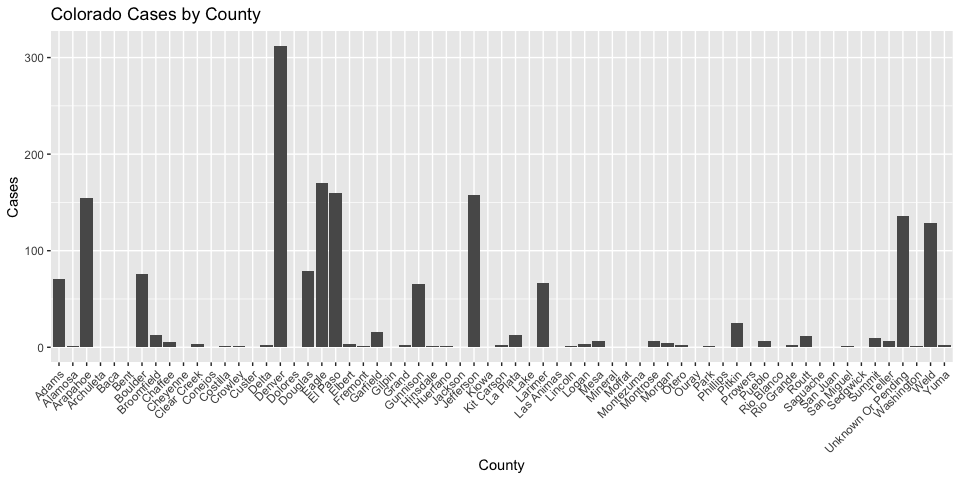 Colorado Cases by County
300
200
100
0
Cases
Adams
Alamosa
Arapahoe
Archuleta
Baca
Bent
Boulder
Broomfield
Chaffee
Cheyenne
Clear Creek
Conejos
Costilla
Crowley
Custer
Delta
Denver
Dolores
Douglas
Eagle
El Paso
Elbert
Fremont
Garfield
Gilpin
Grand
Gunnison
Hinsdale
Huerfano
Jackson
Jefferson
Kiowa
Kit Carson
La Plata
Lake
Larimer
Las Animas
Lincoln
Logan
Mesa
Mineral
Moffat
Montezuma
Montrose
Morgan
Otero
Ouray
Park
Phillips
Pitkin
Prowers
Pueblo
Rio Blanco
Rio Grande
Routt
Saguache
San Juan
San Miguel
Sedgwick
Summit
Teller
Unknown Or Pending
Washington
Weld
Yuma
County